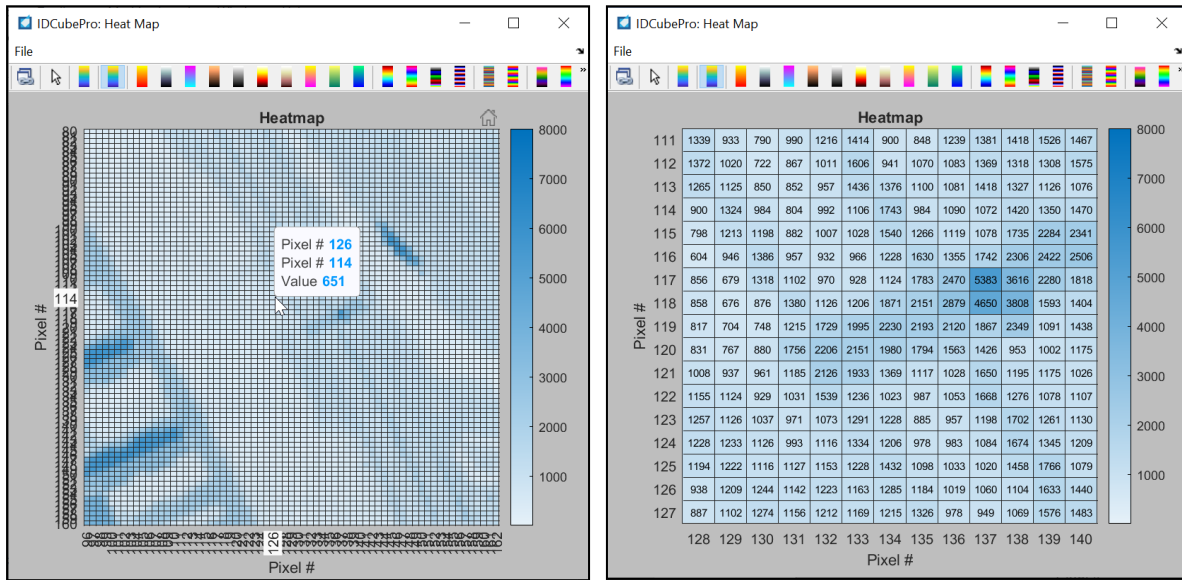 IDCubePro: Heat Map
File
Heatmap
8000
7000
6000
5000
4000
3000
2000
1000
80
Pixel # 126
Pixel # 114
Value 651
114
126
162
Pixel #
Pixel #
IDCubePro: Heat Map
File
Heatmap
111 1339 933 790 990 1216 1414 900 848 1239 1381 1418 1526 1467
112 1372 1020 722 867 1011 1606 941 1070 1083 1369 1318 1308 1575
113 1265 1125 850 852 957 1436 1376 1100 1081 1418 1327 1126 1076
114 900 1324 984 804 992 1106 1743 984 1090 1072 1420 1350 1470
115 798 1213 1198 882 1007 1028 1540 1266 1119 1078 1735 2284 2341
116 604 946 1386 957 932 966 1228 1630 1355 1742 2306 2422 2506
117 856 679 1318 1102 970 928 1124 1783 2470 5383 3616 2280 1818
118 858 676 876 1380 1126 1206 1871 2151 2879 4650 3808 1593 1404
119 817 704 748 1215 1729 1995 2230 2193 2120 1867 2349 1091 1438
120 831 767 880 1756 2206 2151 1980 1794 1563 1426 953 1002 1175
121 1008 937 961 1185 2126 1933 1369 1117 1028 1650 1195 1175 1026
122 1155 1124 929 1031 1539 1236 1023 987 1053 1668 1276 1078 1107
123 1257 1126 1037 971 1073 1291 1228 885 957 1198 1702 1261 1130
124 1228 1233 1126 993 1116 1334 1206 978 983 1084 1674 1345 1209
125 1194 1222 1116 1127 1153 1228 1432 1098 1033 1020 1458 1766 1079
126 938 1209 1244 1142 1223 1163 1285 1184 1019 1060 1104 1633 1440
127 887 1102 1274 1156 1212 1169 1215 1326 978 949 1069 1576 1483
128 129 130 131 132 133 134 135 136 137 138 139 140
Pixel #
Pixel #
8000
7000
6000
5000
4000
3000
2000
1000